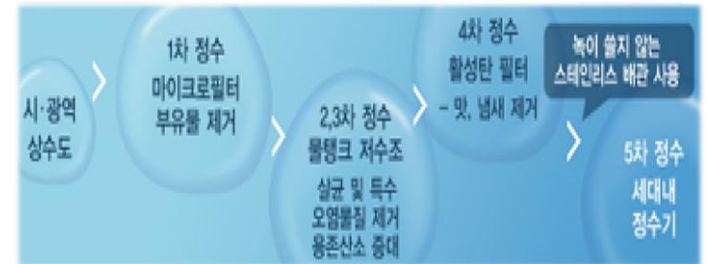 시·광역
상수도
1차 정수
마이크로필터
부유물 제거
2,3차 정수
물탱크 저수조
살균 및 특수
오염물질 제거
용존산소 증대
4차 정수
활성탄 필터
- 맛, 냄새 제거
녹이 쓸지 않는
스테인리스 배관 사용
5차 정수
세대내
정수기